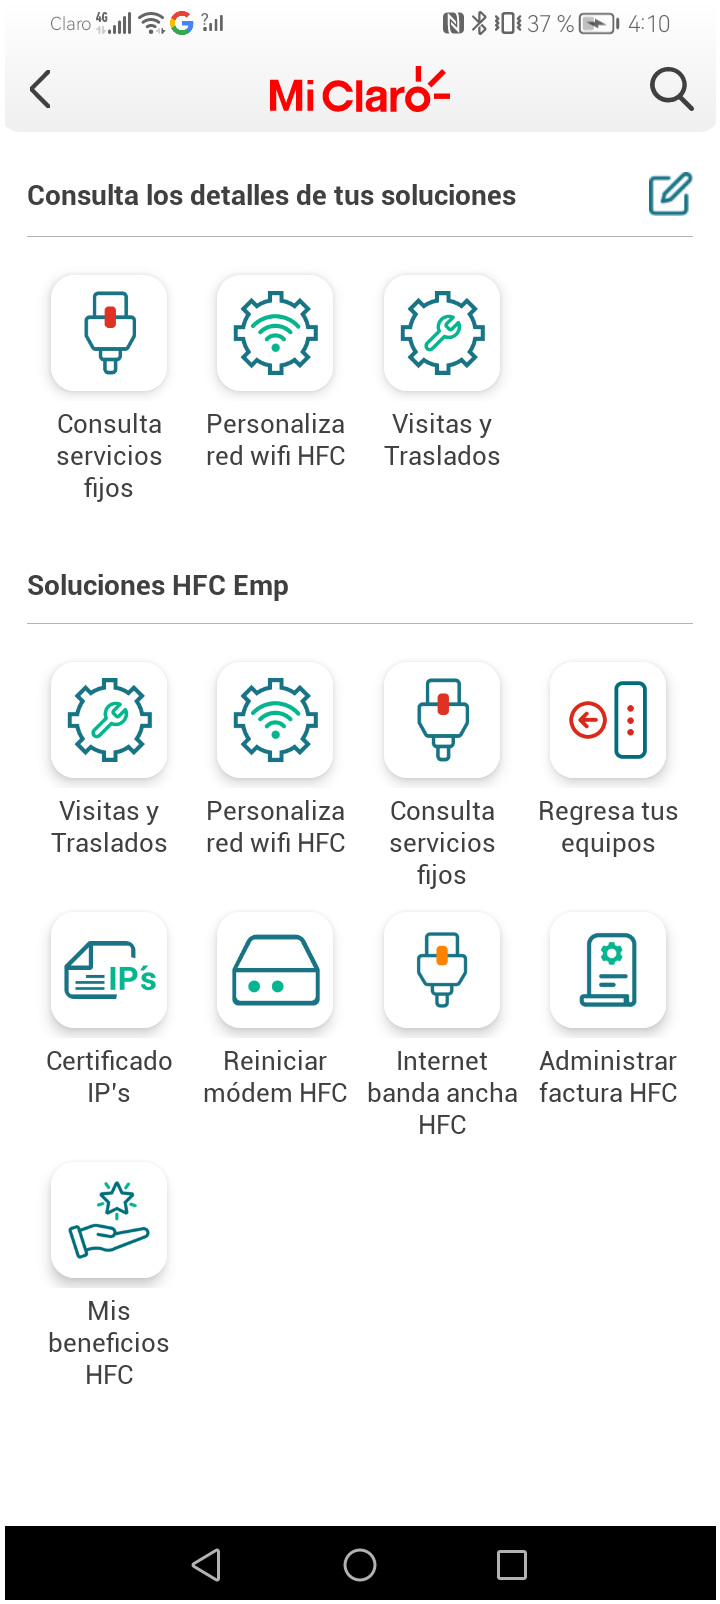 Claro 4G 37 % 4:10
Mi Claro
Consulta los detalles de tus soluciones
Consulta servicios fijos
Personaliza red wifi HFC
Visitas y Traslados
Soluciones HFC Emp
Visitas y Traslados
Personaliza red wifi HFC
Consulta servicios fijos
Regresa tus equipos
IP's
Certificado IP's
Reiniciar módem HFC
Internet banda ancha HFC
Administrar factura HFC
Mis beneficios HFC